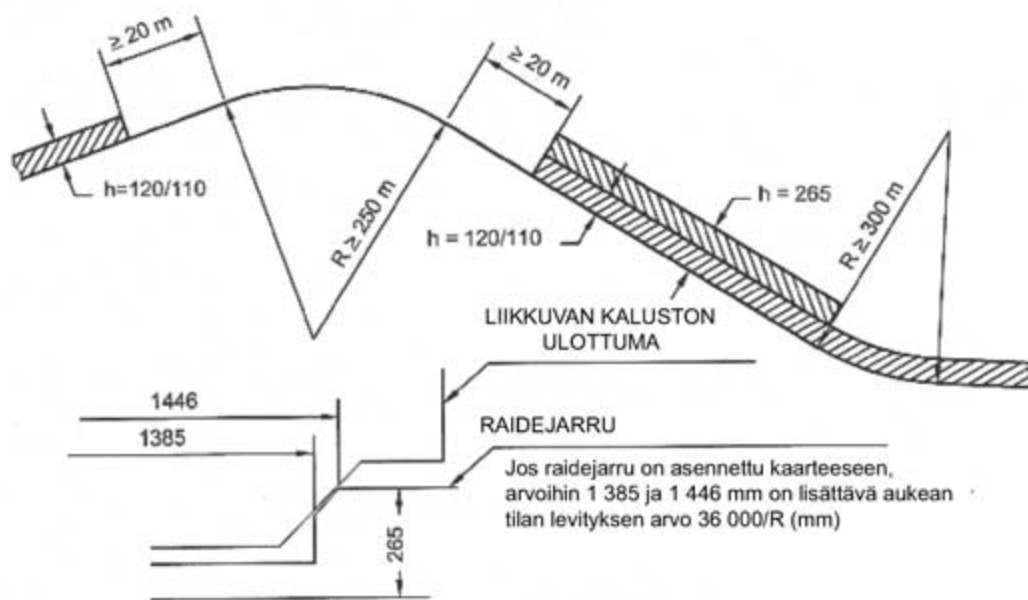 ≥ 20 m
≥ 20 m
h=120/110
R ≥ 250 m
h = 120/110
h = 265
R ≥ 300 m
LIIKKUVAN KALUSTON
ULOTTUMA
1446
1385
RAIDEJARRU
Jos raidejarru on asennettu kaarteeseen,
arvoihin 1 385 ja 1 446 mm on lisättävä aukean
tilan levityksen arvo 36 000/R (mm)
265